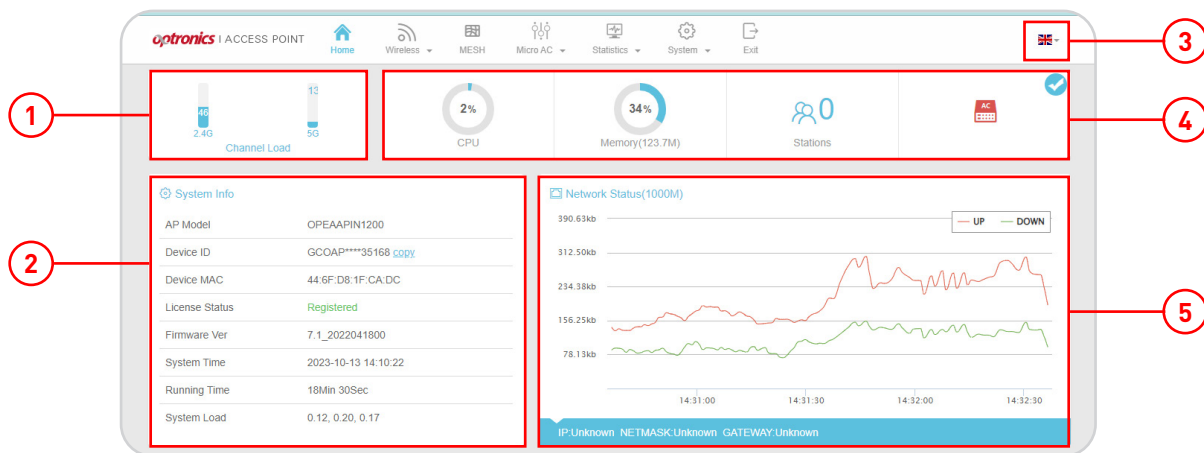 optronics | ACCESS POINT
Home
Wireless
MESH
Micro AC
Statistics
System
Exit
3
1
46
2.4G
13
5G
Channel Load
2%
CPU
34%
Memory(123.7M)
0
Stations
AC
4
2
System Info
AP Model OPEAAPIN1200
Device ID GCOAP****35168 copy
Device MAC 44:6F:D8:1F:CA:DC
License Status Registered
Firmware Ver 7.1_2022041800
System Time 2023-10-13 14:10:22
Running Time 18Min 30Sec
System Load 0.12, 0.20, 0.17
Network Status(1000M)
UP DOWN
390.63kb
312.50kb
234.38kb
156.25kb
78.13kb
14:31:00 14:31:30 14:32:00 14:32:30
IP:Unknown NETMASK:Unknown GATEWAY:Unknown
5